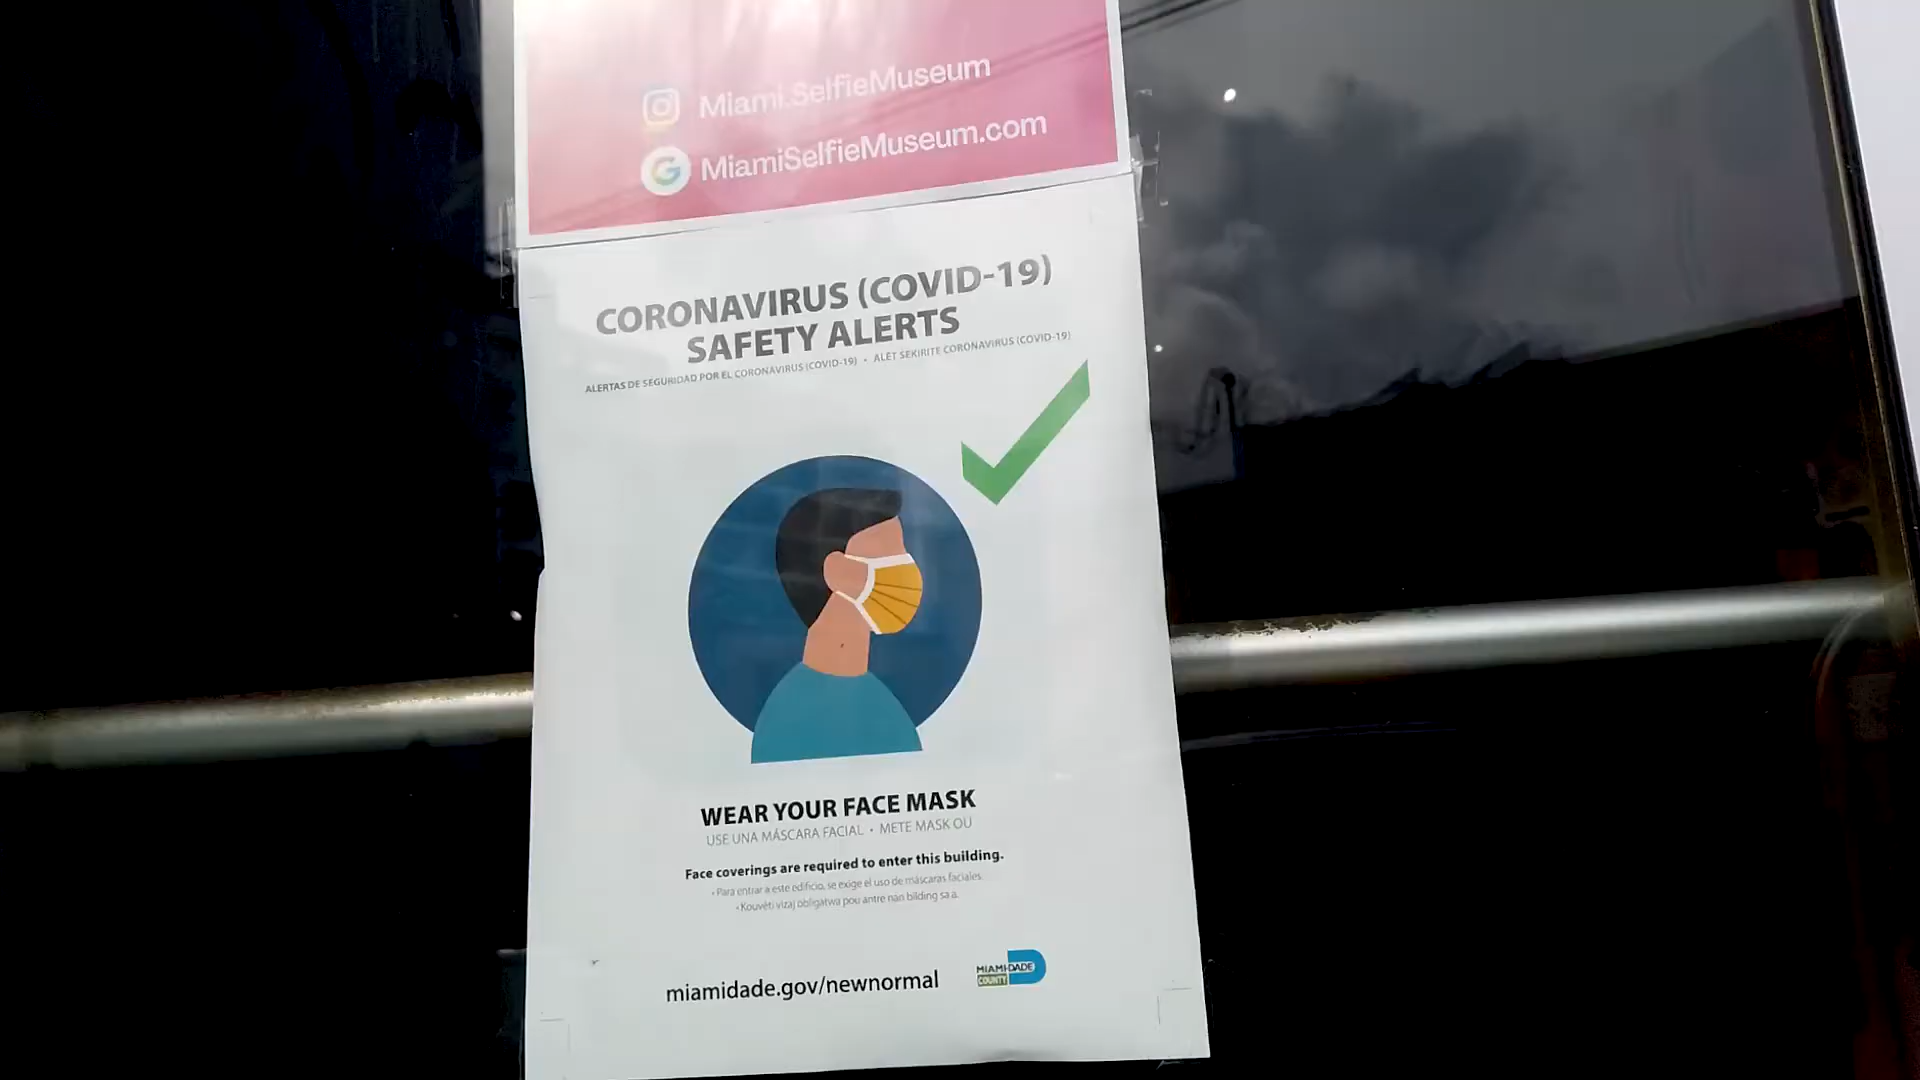 Miami.SelfieMuseum
G MiamiSelfieMuseum.com
CORONAVIRUS (COVID-19)
SAFETY ALERTS
ALERTAS DE SEGURIDAD POR EL CORONAVIRUS (COVID-19) • ALÈT SEKIRITE CORONAVIRUS (COVID-19)
WEAR YOUR FACE MASK
USE UNA MÁSCARA FACIAL • METE MASK OU
Face coverings are required to enter this building.
• Para entrar a este edificio, se exige el uso de máscaras faciales.
• Kouvèti vizaj obligatwa pou antre nan bilding sa a.
miamidade.gov/newnormal
MIAMI-DADE
COUNTY